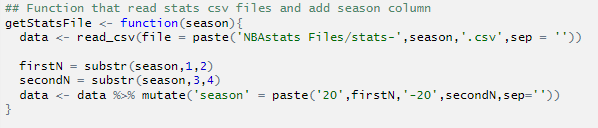 ## Function that read stats csv files and add season column
getStatsFile <- function(season){
  data <- read_csv(file = paste('NBAstats Files/stats-',season,'.csv',sep = ''))
  firstN = substr(season,1,2)
  secondN = substr(season,3,4)
  data <- data %>% mutate('season' = paste('20',firstN,'-20',secondN,sep=''))
}